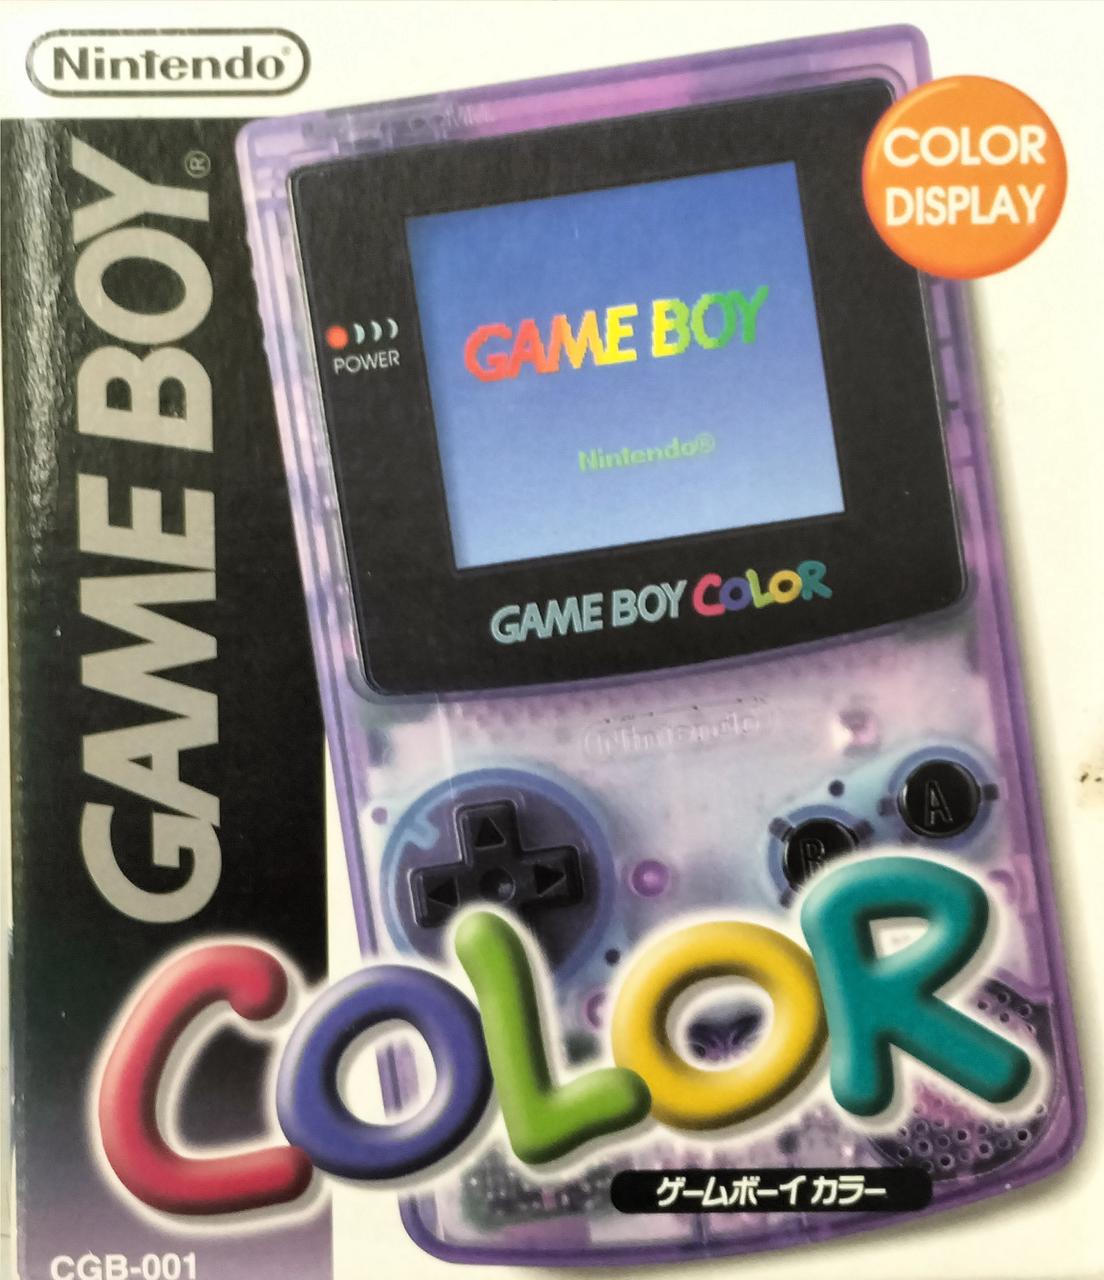 Nintendo®
GAME BOY®
COLOR
DISPLAY
POWER
GAME BOY
Nintendo®
GAME BOY COLOR
Nintendo
A
B
COLOR
ゲームボーイカラー
CGB-001